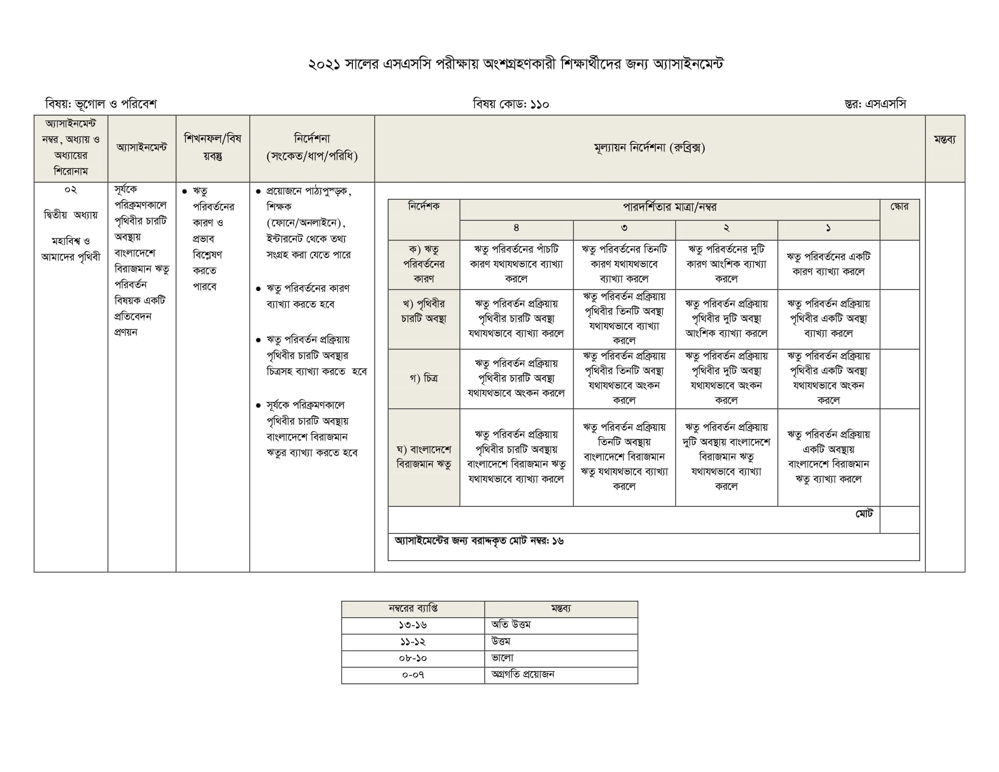 ২০২১ সালের এসএসসি পরীক্ষায় অংশগ্রহণকারী শিক্ষার্থীদের জন্য অ্যাসাইনমেন্ট
বিষয়: ভূগোল ও পরিবেশ
বিষয় কোড: ১১০
স্তর: এসএসসি
অ্যাসাইনমেন্ট
নম্বর, অধ্যায় ও
অধ্যায়ের
শিরোনাম
অ্যাসাইনমেন্ট
শিখনফল/বিষ
য়বস্তু
নির্দেশনা
(সংকেত/ধাপ/পরিধি)
মূল্যায়ন নির্দেশনা (রুব্রিক্স)
মন্তব্য
০২
দ্বিতীয় অধ্যায়
মহাবিশ্ব ও
আমাদের পৃথিবী
সূর্যকে
পরিক্রমণকালে
পৃথিবীর চারটি
অবস্থায়
বাংলাদেশে
বিরাজমান ঋতু
পরিবর্তন
বিষয়ক একটি
প্রতিবেদন
প্রণয়ন
● ঋতু
পরিবর্তনের
কারণ ও
প্রভাব
বিশ্লেষণ
করতে
পারবে
● প্রয়োজনে পাঠ্যপুস্ড়ক,
শিক্ষক
(ফোনে/অনলাইনে),
ইন্টারনেট থেকে তথ্য
সংগ্রহ করা যেতে পারে
● ঋতু পরিবর্তনের কারণ
ব্যাখ্যা করতে হবে
● ঋতু পরিবর্তন প্রক্রিয়ায়
পৃথিবীর চারটি অবস্থার
চিত্রসহ ব্যাখ্যা করতে হবে
● সূর্যকে পরিক্রমণকালে
পৃথিবীর চারটি অবস্থায়
বাংলাদেশে বিরাজমান
ঋতুর ব্যাখ্যা করতে হবে
নির্দেশক
পারদর্শিতার মাত্রা/নম্বর
স্কোর
৪
৩
২
১
ক) ঋতু
পরিবর্তনের
কারণ
ঋতু পরিবর্তনের পাঁচটি
কারণ যথাযথভাবে ব্যাখ্যা
করলে
ঋতু পরিবর্তনের তিনটি
কারণ যথাযথভাবে
ব্যাখ্যা করলে
ঋতু পরিবর্তনের দুটি
কারণ আংশিক ব্যাখ্যা
করলে
ঋতু পরিবর্তনের একটি
কারণ ব্যাখ্যা করলে
খ) পৃথিবীর
চারটি অবস্থা
ঋতু পরিবর্তন প্রক্রিয়ায়
পৃথিবীর চারটি অবস্থা
যথাযথভাবে ব্যাখ্যা করলে
ঋতু পরিবর্তন প্রক্রিয়ায়
পৃথিবীর তিনটি অবস্থা
যথাযথভাবে ব্যাখ্যা
করলে
ঋতু পরিবর্তন প্রক্রিয়ায়
পৃথিবীর দুটি অবস্থা
আংশিক ব্যাখ্যা করলে
ঋতু পরিবর্তন প্রক্রিয়ায়
পৃথিবীর একটি অবস্থা
ব্যাখ্যা করলে
গ) চিত্র
ঋতু পরিবর্তন প্রক্রিয়ায়
পৃথিবীর চারটি অবস্থা
যথাযথভাবে অংকন করলে
ঋতু পরিবর্তন প্রক্রিয়ায়
পৃথিবীর তিনটি অবস্থা
যথাযথভাবে অংকন
করলে
ঋতু পরিবর্তন প্রক্রিয়ায়
পৃথিবীর দুটি অবস্থা
যথাযথভাবে অংকন
করলে
ঋতু পরিবর্তন প্রক্রিয়ায়
পৃথিবীর একটি অবস্থা
যথাযথভাবে অংকন
করলে
ঘ) বাংলাদেশে
বিরাজমান ঋতু
ঋতু পরিবর্তন প্রক্রিয়ায়
পৃথিবীর চারটি অবস্থায়
বাংলাদেশে বিরাজমান ঋতু
যথাযথভাবে ব্যাখ্যা করলে
ঋতু পরিবর্তন প্রক্রিয়ায়
তিনটি অবস্থায়
বাংলাদেশে বিরাজমান
ঋতু যথাযথভাবে ব্যাখ্যা
করলে
ঋতু পরিবর্তন প্রক্রিয়ায়
দুটি অবস্থায় বাংলাদেশে
বিরাজমান ঋতু
যথাযথভাবে ব্যাখ্যা
করলে
ঋতু পরিবর্তন প্রক্রিয়ায়
একটি অবস্থায়
বাংলাদেশে বিরাজমান
ঋতু ব্যাখ্যা করলে
মোট
অ্যাসাইমেন্টের জন্য বরাদ্দকৃত মোট নম্বর: ১৬
নম্বরের ব্যাপ্তি
মন্তব্য
১৩-১৬
অতি উত্তম
১১-১২
উত্তম
০৮-১০
ভালো
০-০৭
অগ্রগতি প্রয়োজন